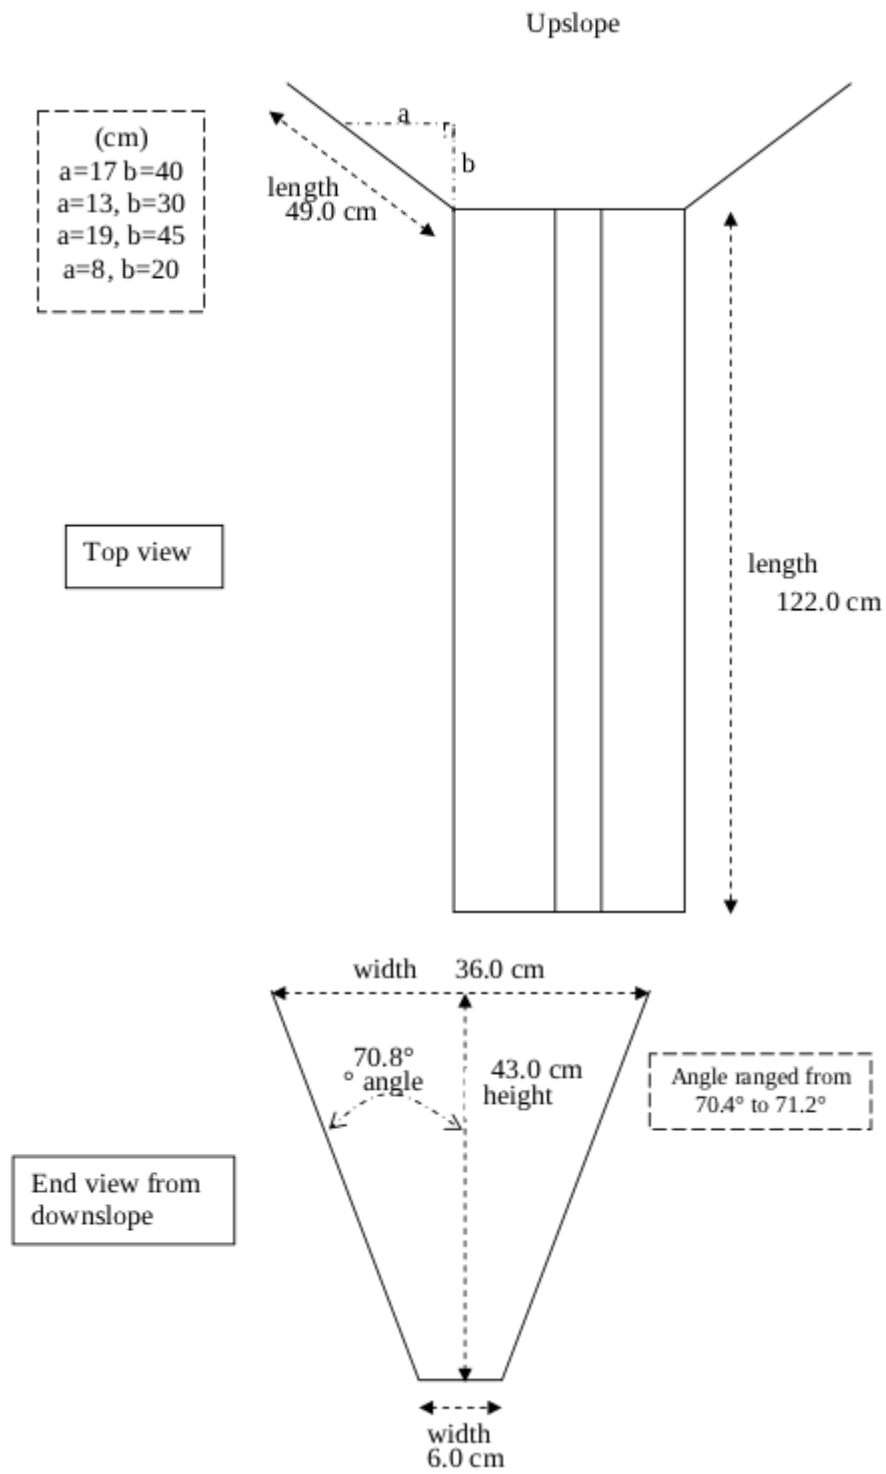 Upslope
(cm)
a=17 b=40
a=13, b=30
a=19, b=45
a=8, b=20
a
b
length
49.0 cm
Top view
length
122.0 cm
width 36.0 cm
70.8°
° angle
43.0 cm
height
Angle ranged from
70.4° to 71.2°
End view from
downslope
width
6.0 cm